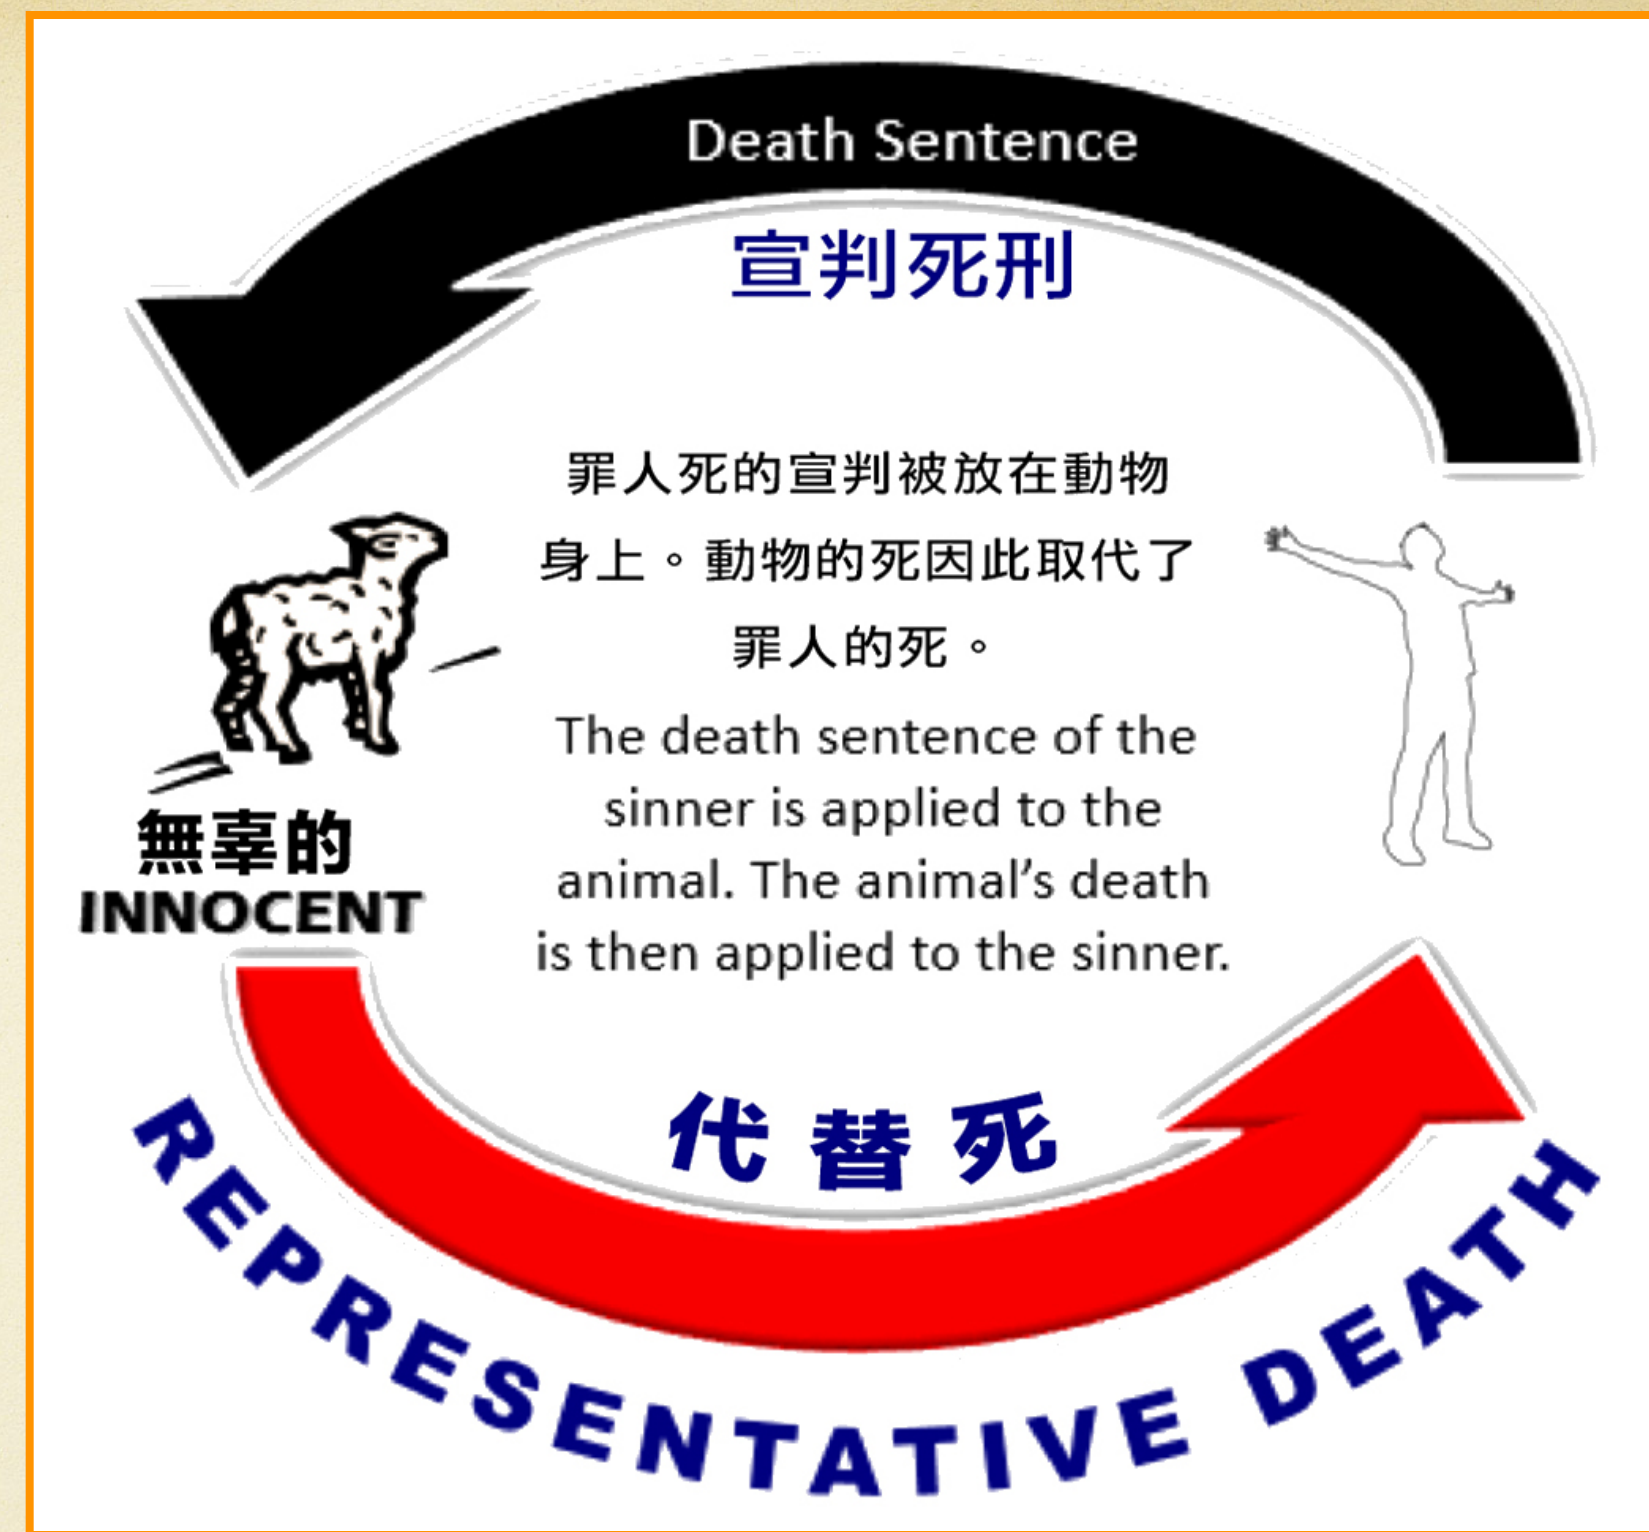 Death Sentence
宣判死刑
罪人死的宣判被放在動物
身上。動物的死因此取代了
罪人的死。
The death sentence of the
sinner is applied to the
animal. The animal’s death
is then applied to the sinner.
無辜的
INNOCENT
代替死
REPRESENTATIVE DEATH